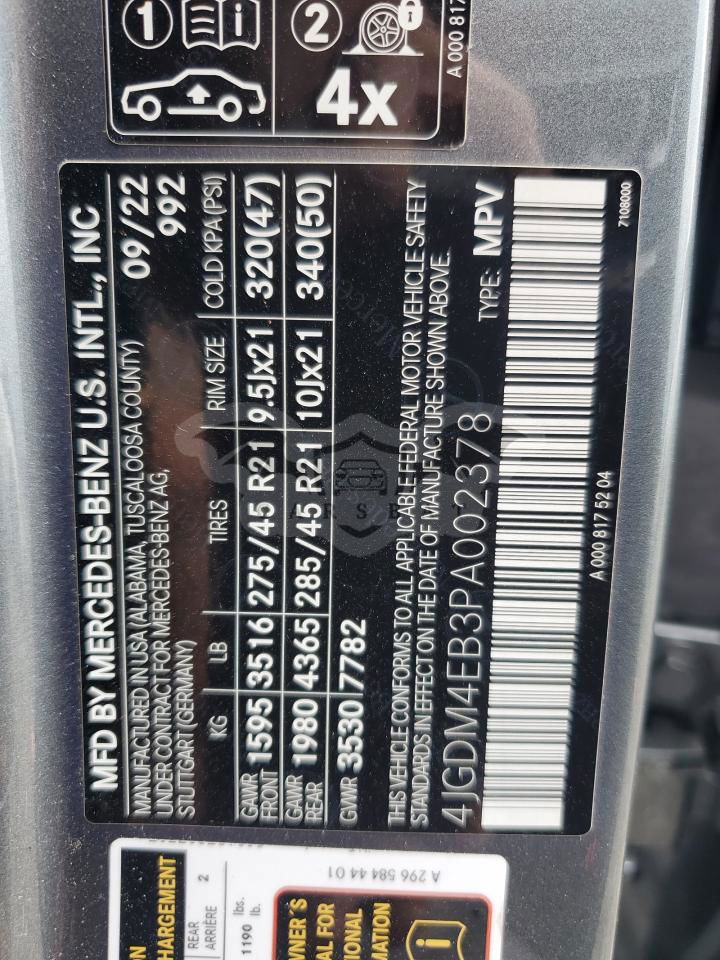 1 2
4x
A 000 817
MFD BY MERCEDES-BENZ U.S. INTL., INC
MANUFACTURED IN USA (ALABAMA, TUSCALOOSA COUNTY) 09/22
UNDER CONTRACT FOR MERCEDES-BENZ AG, 992
STUTTGART (GERMANY)
KG LB TIRES RIM SIZE COLD KPA (PSI)
GAWR FRONT 1595 3516 275/45 R21 9.5Jx21 320(47)
GAWR REAR 1980 4365 285/45 R21 10Jx21 340(50)
GVWR 3530 7782
THIS VEHICLE CONFORMS TO ALL APPLICABLE FEDERAL MOTOR VEHICLE SAFETY
STANDARDS IN EFFECT ON THE DATE OF MANUFACTURE SHOWN ABOVE.
4JGDM4EB3PA002378 TYPE: MPV
A 000 817 52 04
7108000
CHARGEMENT
REAR
ARRIÈRE
2
1190 lbs.
lb.
A 296 584 44 01